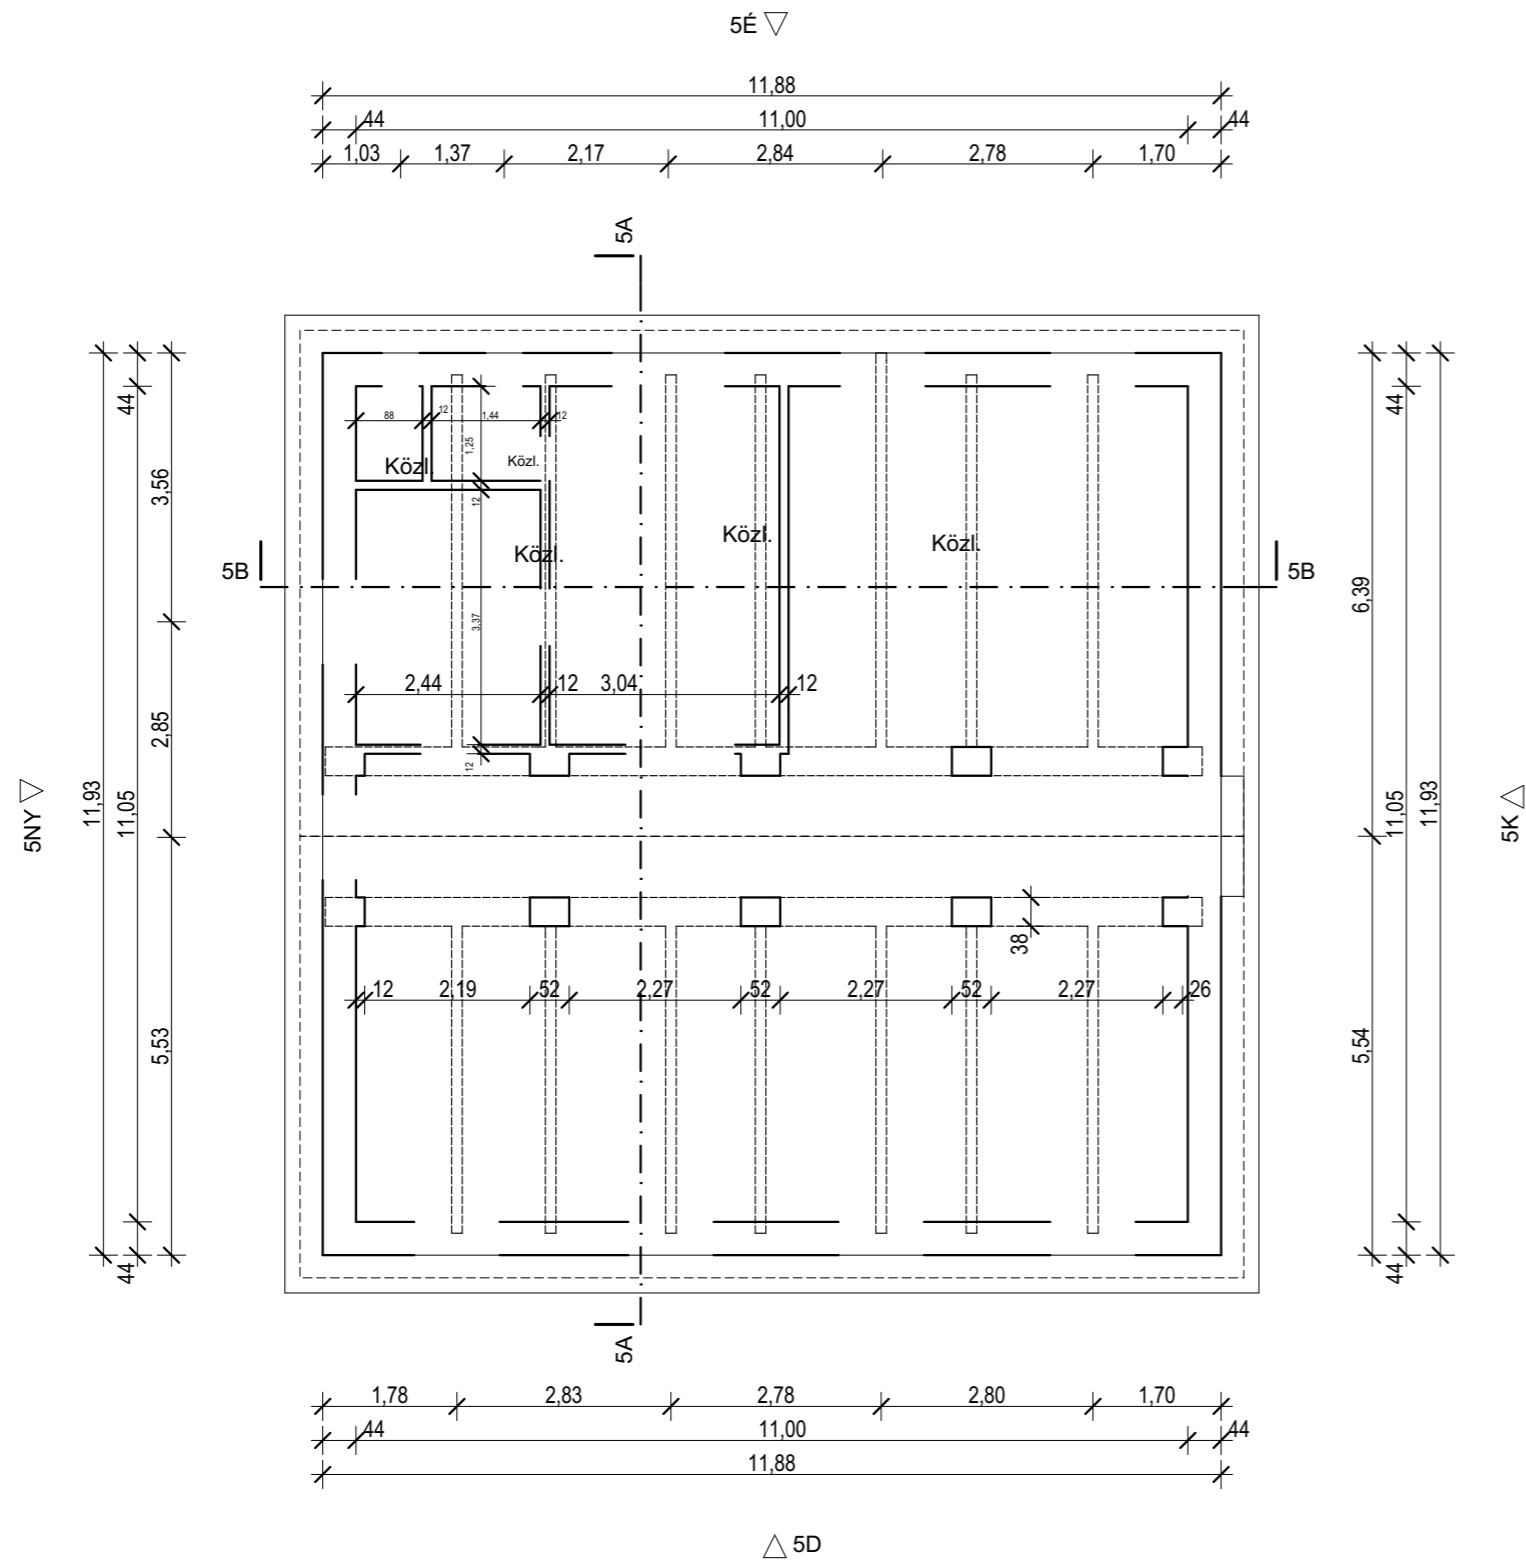 5É
11,88
44 11,00 44
1,03 1,37 2,17 2,84 2,78 1,70
5A
88 12 1,44 12
1,25
Közl. Közl.
12
Közl. Közl. Közl.
5B 5B
3,37
2,44 12 3,04 12
12
44
3,56
2,85
11,93 11,05
5,53
44
5NY
44
6,39
11,05 11,93
5,54
44
5K
38
12 2,19 52 2,27 52 2,27 52 2,27 26
5A
1,78 2,83 2,78 2,80 1,70
44 11,00 44
11,88
5D